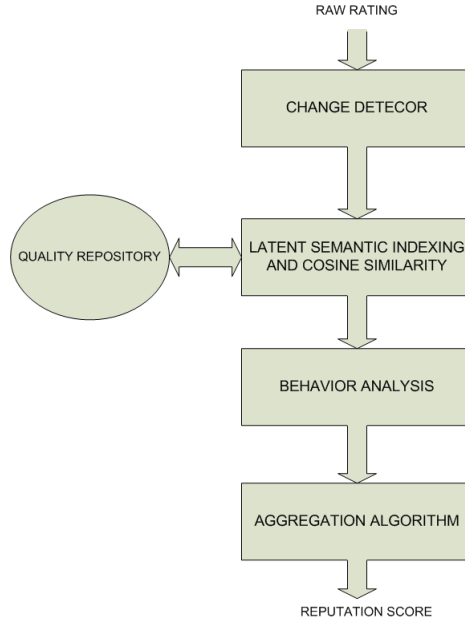 RAW RATING
CHANGE DETECOR
QUALITY REPOSITORY
LATENT SEMANTIC INDEXING
AND COSINE SIMILARITY
BEHAVIOR ANALYSIS
AGGREGATION ALGORITHM
REPUTATION SCORE